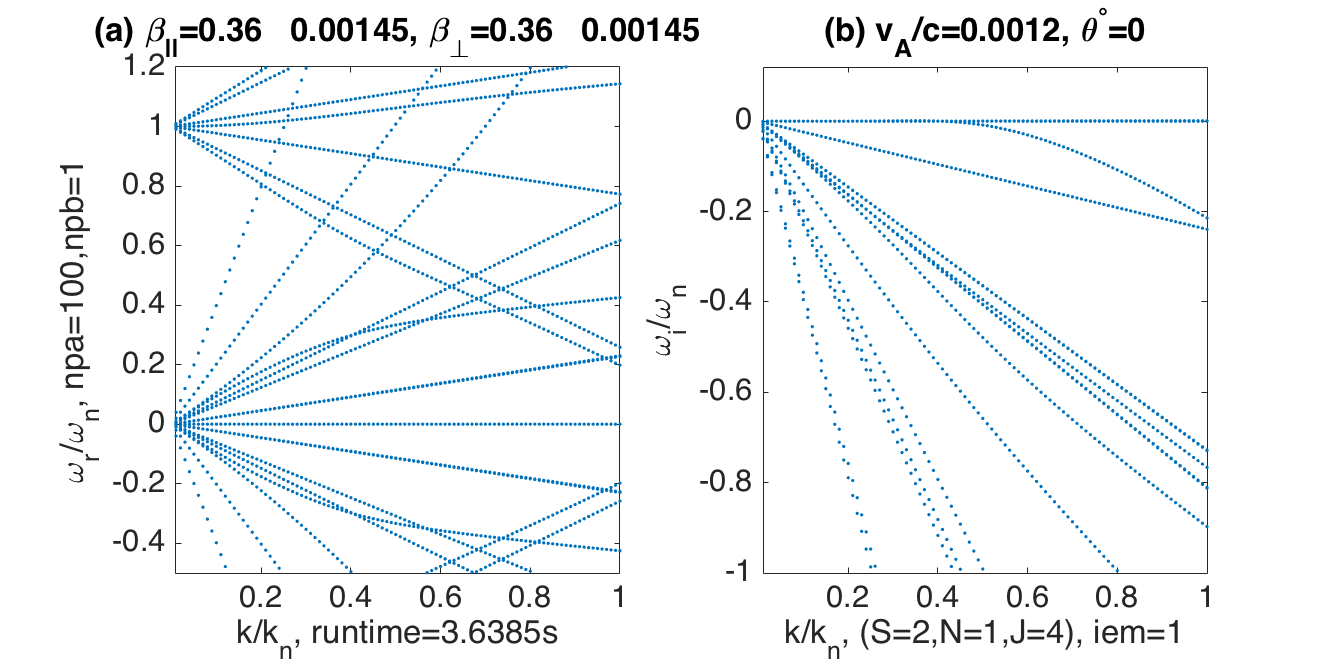 (a) β||=0.36   0.00145, β⊥=0.36   0.00145
(b) vA/c=0.0012, θ°=0
ωr/ωn, npa=100,npb=1
1.2
1
0.8
0.6
0.4
0.2
0
-0.2
-0.4
0.2 0.4 0.6 0.8 1
k/kn, runtime=3.6385s
ωi/ωn
0
-0.2
-0.4
-0.6
-0.8
-1
0.2 0.4 0.6 0.8 1
k/kn, (S=2,N=1,J=4), iem=1